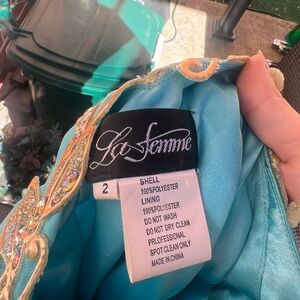 La femme
2
SHELL
100%POLYESTER
LINING
100%POLYESTER
DO NOT WASH
DO NOT DRY CLEAN
PRLOFESSIONAL
SPOT CLEAN ONLY
MADE IN CHINA